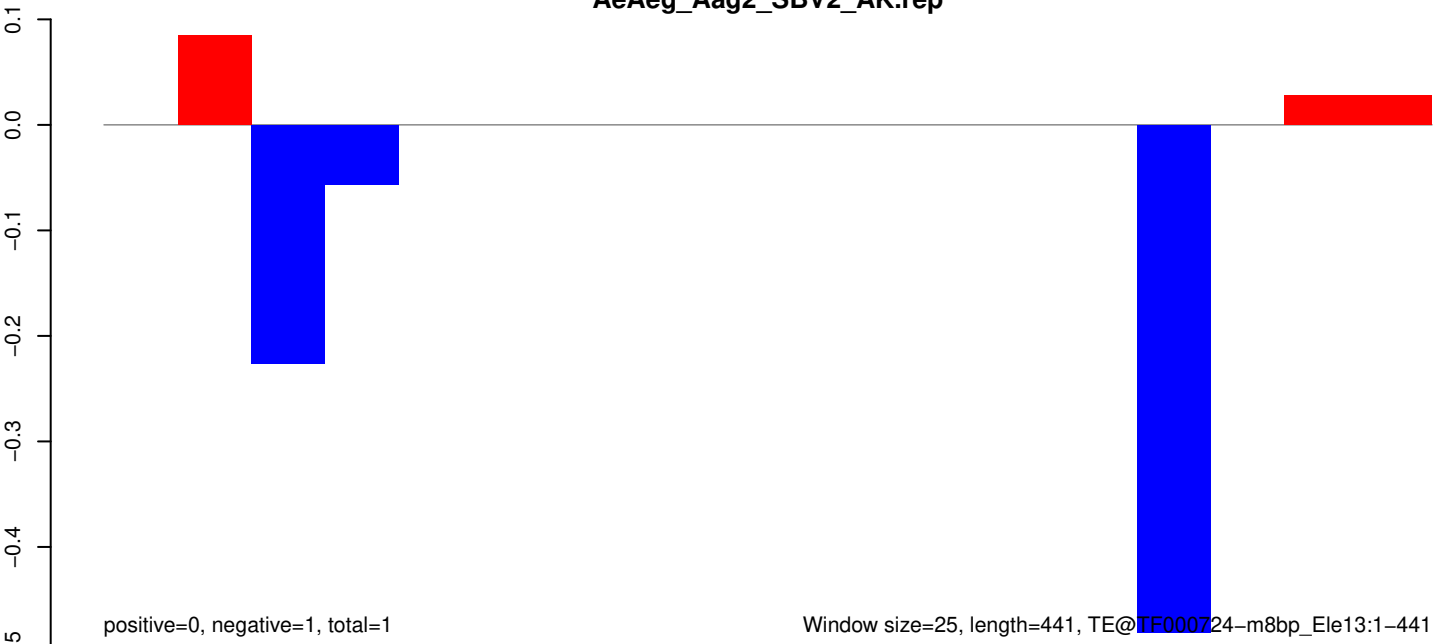 AeAeg_Aag2_SBV2_AK.rep
0.1
0.0
−0.1
−0.2
−0.3
−0.4
positive=0, negative=1, total=1
Window size=25, length=441, TE@TF000724−m8bp_Ele13:1−441